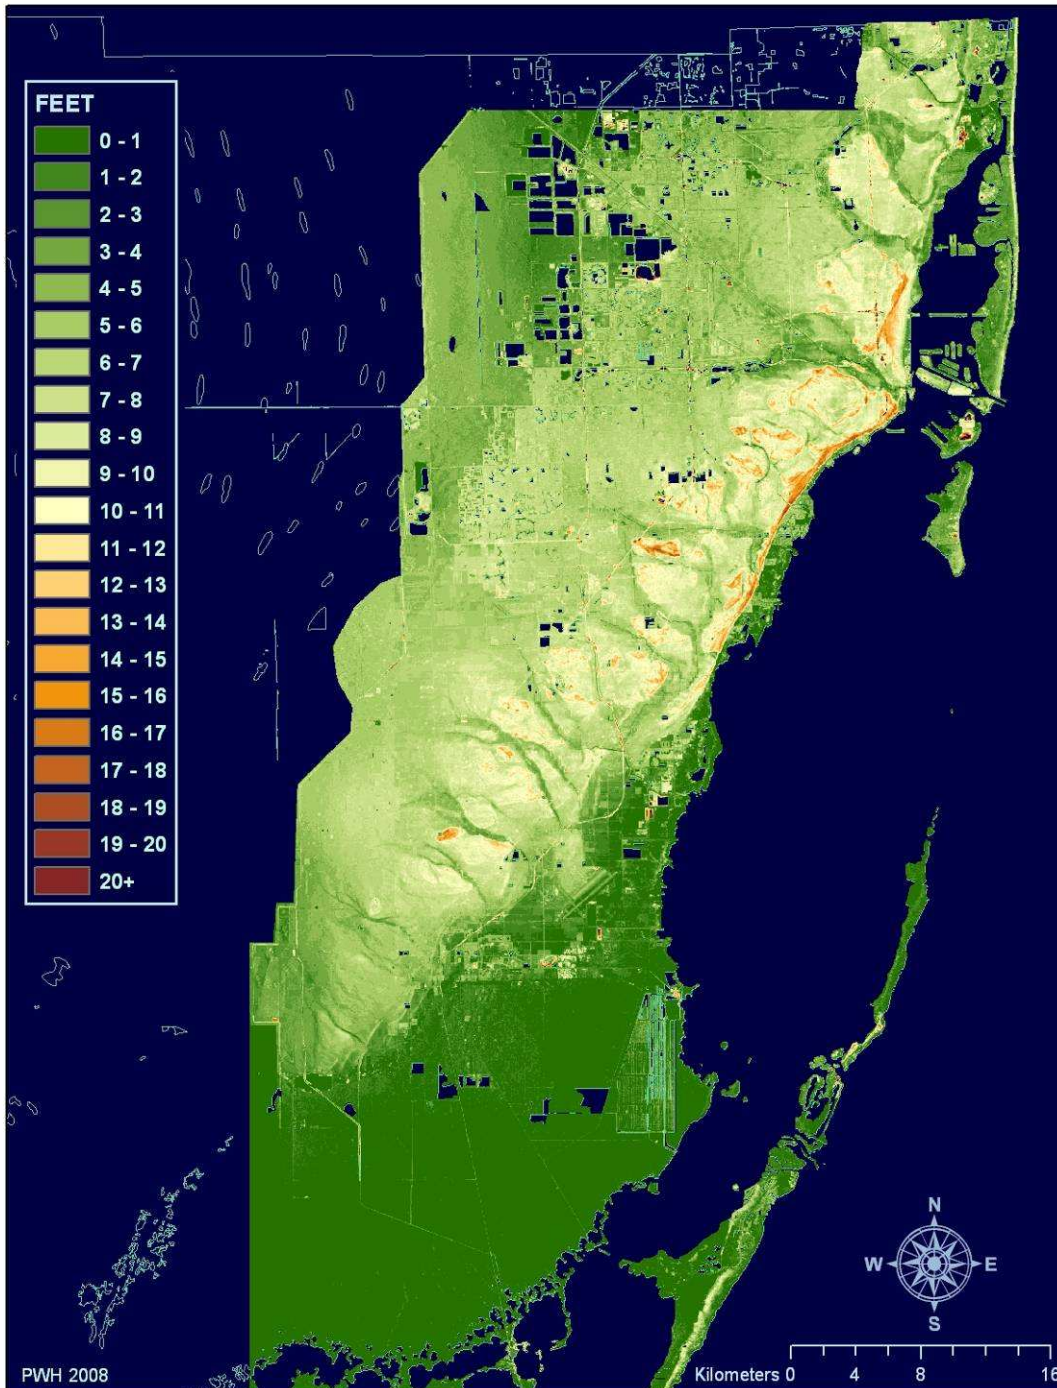 FEET
0 - 1
1 - 2
2 - 3
3 - 4
4 - 5
5 - 6
6 - 7
7 - 8
8 - 9
9 - 10
10 - 11
11 - 12
12 - 13
13 - 14
14 - 15
15 - 16
16 - 17
17 - 18
18 - 19
19 - 20
20+
N
W E
S
PWH 2008
Kilometers 0 4 8 16